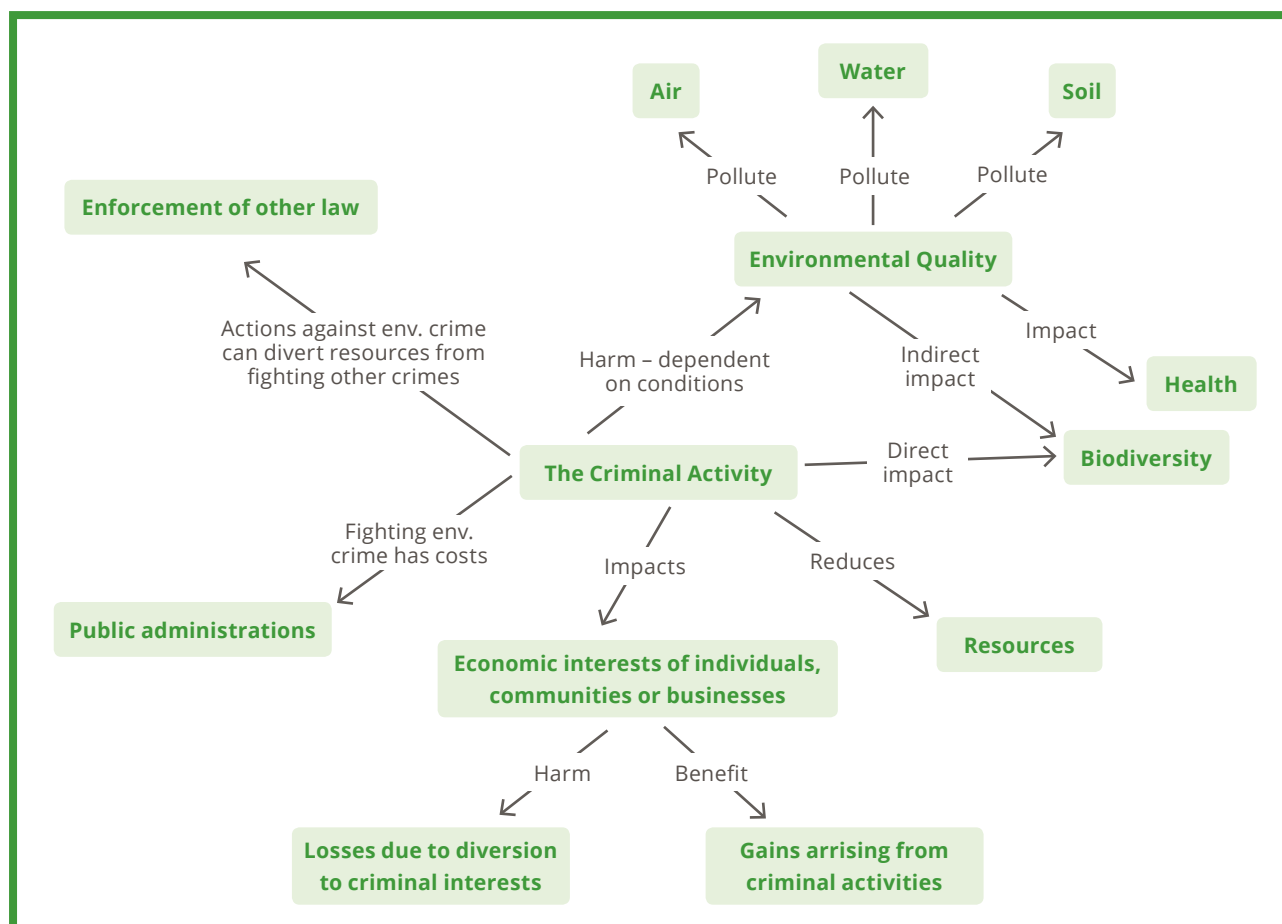 Water
Air
Soil
Pollute
Pollute
Pollute
Enforcement of other law
Environmental Quality
Actions against env. crime
can divert resources from
fighting other crimes
Harm – dependent
on conditions
Indirect
impact
Impact
Health
The Criminal Activity
Direct
impact
Biodiversity
Fighting env.
crime has costs
Impacts
Reduces
Public administrations
Economic interests of individuals,
communities or businesses
Resources
Harm
Benefit
Losses due to diversion
to criminal interests
Gains arrising from
criminal activities